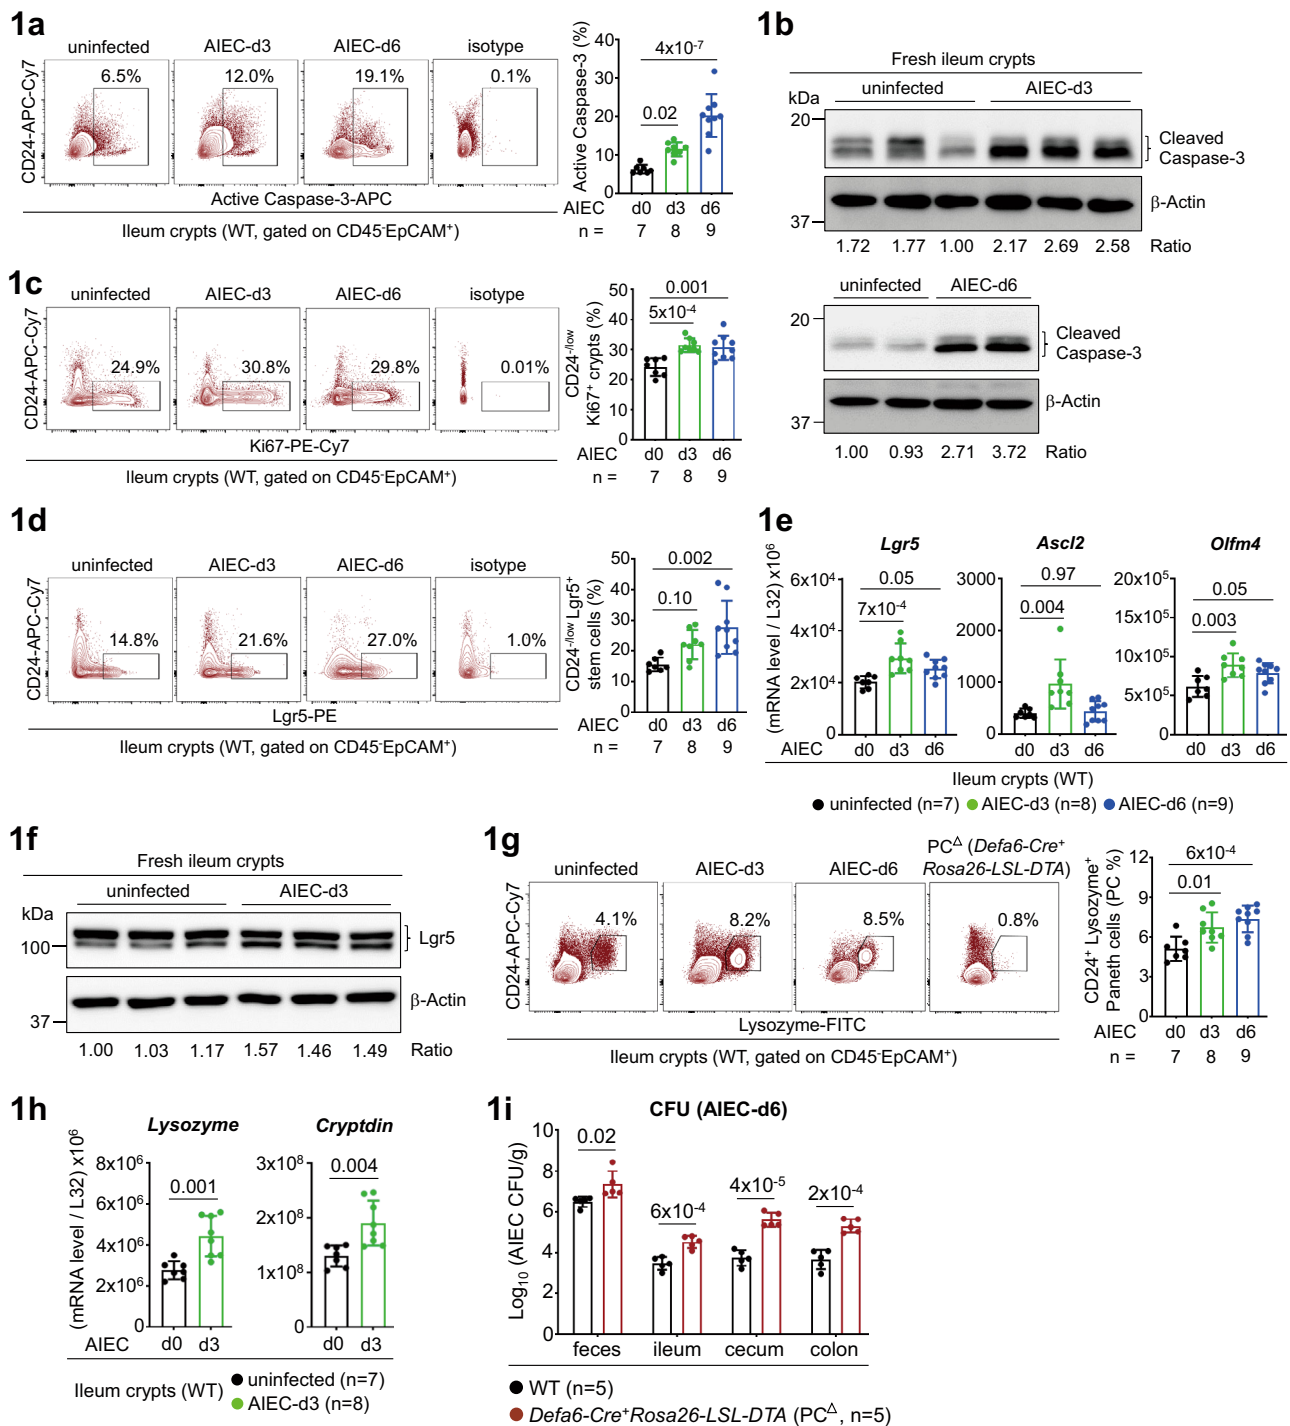 1a
uninfected AIEC-d3 AIEC-d6 isotype
6.5% 12.0% 19.1% 0.1%
CD24-APC-Cy7
Active Caspase-3-APC
Ileum crypts (WT, gated on CD45-EpCAM+)
Active Caspase-3 (%)
40
30
20
10
0
4x10-7
0.02
AIEC d0 d3 d6
n = 7 8 9
1b
Fresh ileum crypts
uninfected AIEC-d3
kDa
20
Cleaved
Caspase-3
β-Actin
37
1.72 1.77 1.00 2.17 2.69 2.58 Ratio
uninfected AIEC-d6
20
Cleaved
Caspase-3
β-Actin
37
1.00 0.93 2.71 3.72 Ratio
1c
uninfected AIEC-d3 AIEC-d6 isotype
24.9% 30.8% 29.8% 0.01%
CD24-APC-Cy7
Ki67-PE-Cy7
Ileum crypts (WT, gated on CD45-EpCAM+)
CD24-/low
Ki67+ crypts (%)
50
40
30
20
10
0
0.001
5x10-4
AIEC d0 d3 d6
n = 7 8 9
1d
uninfected AIEC-d3 AIEC-d6 isotype
14.8% 21.6% 27.0% 1.0%
CD24-APC-Cy7
Lgr5-PE
Ileum crypts (WT, gated on CD45-EpCAM+)
CD24-/low Lgr5+
stem cells (%)
50
40
30
20
10
0
0.002
0.10
AIEC d0 d3 d6
n = 7 8 9
1e
Lgr5 Ascl2 Olfm4
(mRNA level / L32) x106
6x104
4x104
2x104
0
0.05
7x10-4
3000
2000
1000
0
0.97
0.004
20x105
15x105
10x105
5x105
0
0.05
0.003
AIEC d0 d3 d6 d0 d3 d6 d0 d3 d6
Ileum crypts (WT)
uninfected (n=7) AIEC-d3 (n=8) AIEC-d6 (n=9)
1f
Fresh ileum crypts
uninfected AIEC-d3
kDa
100
Lgr5
β-Actin
37
1.00 1.03 1.17 1.57 1.46 1.49 Ratio
1g
uninfected AIEC-d3 AIEC-d6 PC△ (Defa6-Cre+
Rosa26-LSL-DTA)
4.1% 8.2% 8.5% 0.8%
CD24-APC-Cy7
Lysozyme-FITC
Ileum crypts (WT, gated on CD45-EpCAM+)
CD24+ Lysozyme+
Paneth cells (PC %)
12
9
6
3
0
6x10-4
0.01
AIEC d0 d3 d6
n = 7 8 9
1h
Lysozyme Cryptdin
(mRNA level / L32) x106
8x106
6x106
4x106
2x106
0
0.001
3x108
2x108
1x108
0
0.004
AIEC d0 d3 d0 d3
Ileum crypts (WT)
uninfected (n=7)
AIEC-d3 (n=8)
1i
CFU (AIEC-d6)
Log10 (AIEC CFU/g)
10
8
6
4
2
0
0.02
6x10-4
4x10-5
2x10-4
feces ileum cecum colon
WT (n=5)
Defa6-Cre+Rosa26-LSL-DTA (PC△, n=5)